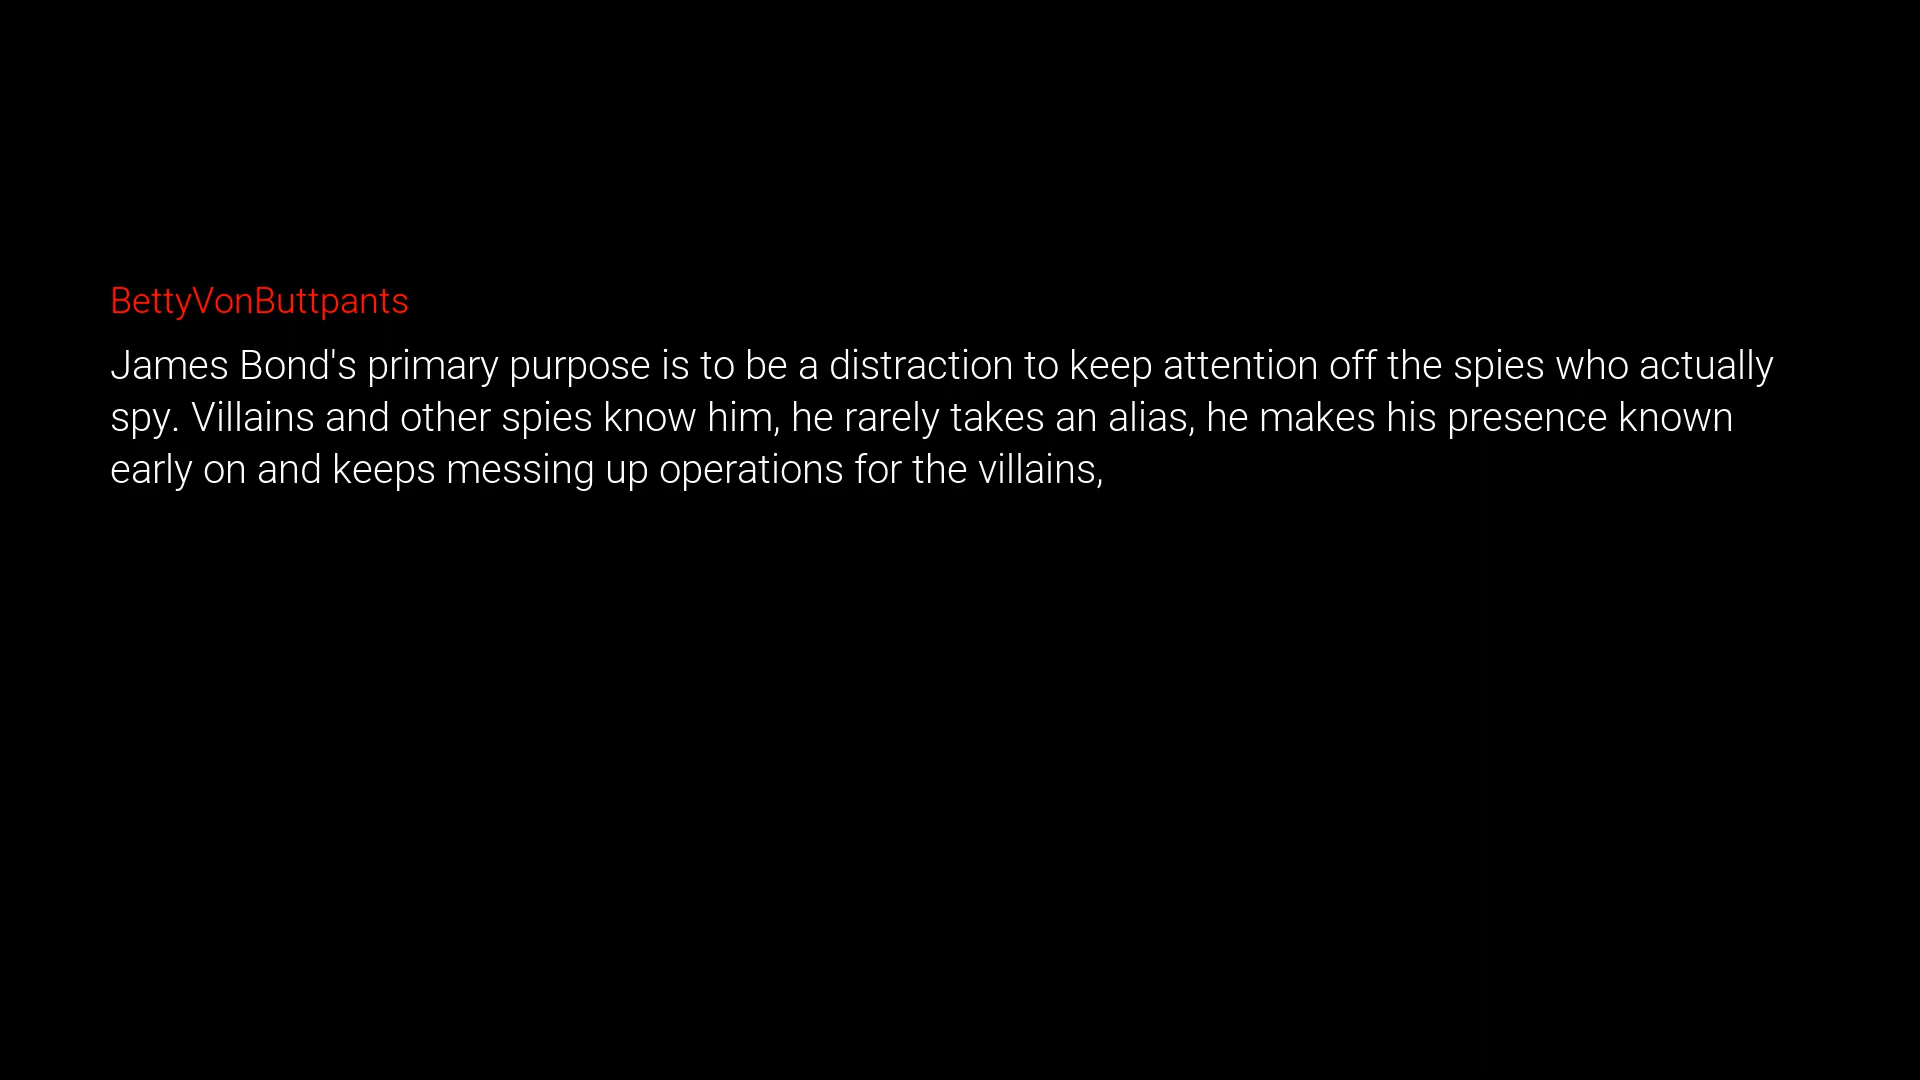 BettyVonButtpants
James Bond's primary purpose is to be a distraction to keep attention off the spies who actually
spy. Villains and other spies know him, he rarely takes an alias, he makes his presence known
early on and keeps messing up operations for the villains,